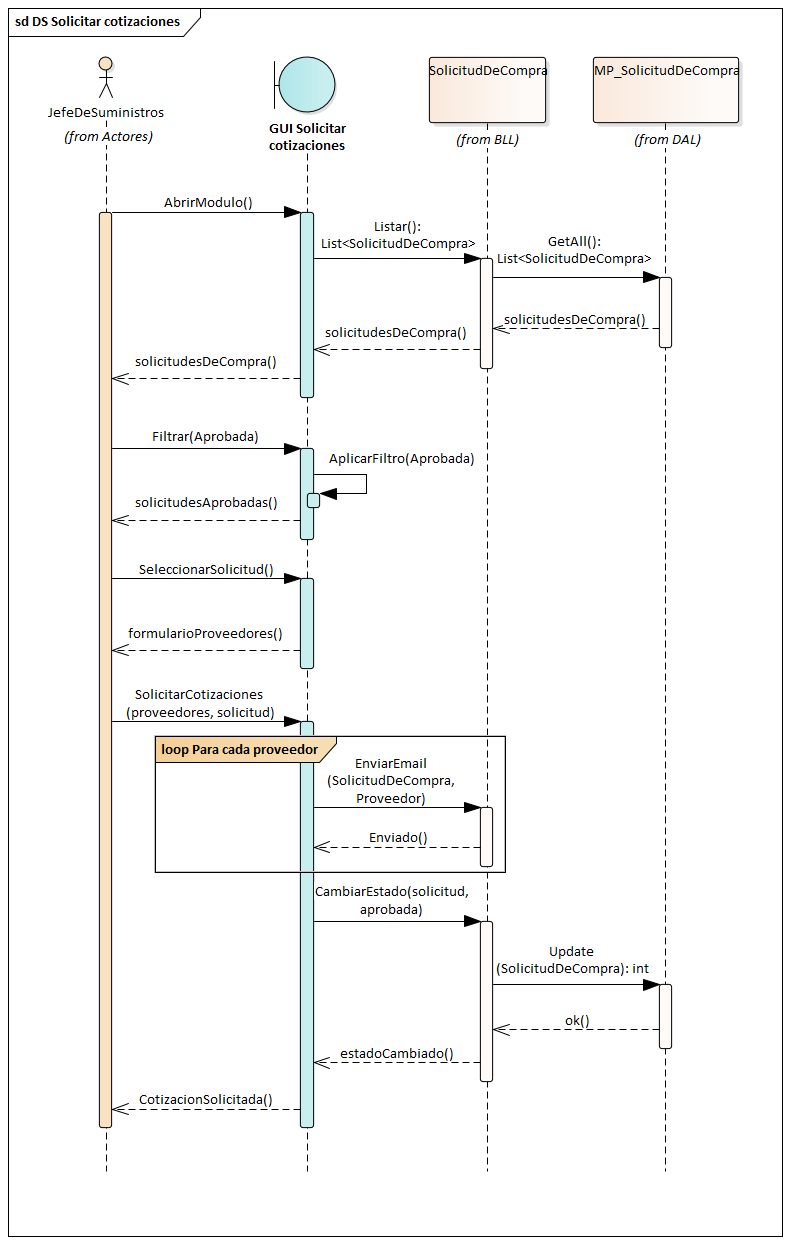 sd DS Solicitar cotizaciones
JefeDeSuministros
(from Actores)
GUI Solicitar
cotizaciones
SolicitudDeCompra
(from BLL)
MP_SolicitudDeCompra
(from DAL)
AbrirModulo()
Listar():
List<SolicitudDeCompra>
GetAll():
List<SolicitudDeCompra>
solicitudesDeCompra()
solicitudesDeCompra()
solicitudesDeCompra()
Filtrar(Aprobada)
AplicarFiltro(Aprobada)
solicitudesAprobadas()
SeleccionarSolicitud()
formularioProveedores()
SolicitarCotizaciones
(proveedores, solicitud)
loop Para cada proveedor
EnviarEmail
(SolicitudDeCompra,
Proveedor)
Enviado()
CambiarEstado(solicitud,
aprobada)
Update
(SolicitudDeCompra): int
ok()
estadoCambiado()
CotizacionSolicitada()